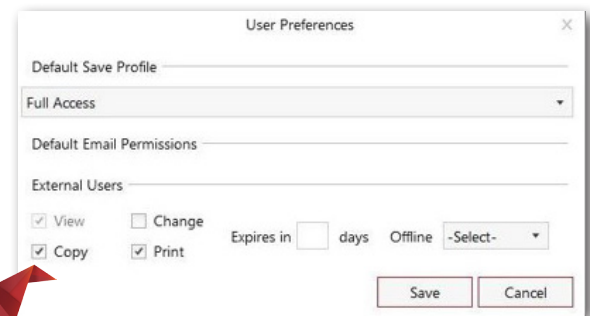 User Preferences
Default Save Profile
Full Access
Default Email Permissions
External Users
View Change
Expires in days Offline -Select-
Copy Print
Save Cancel